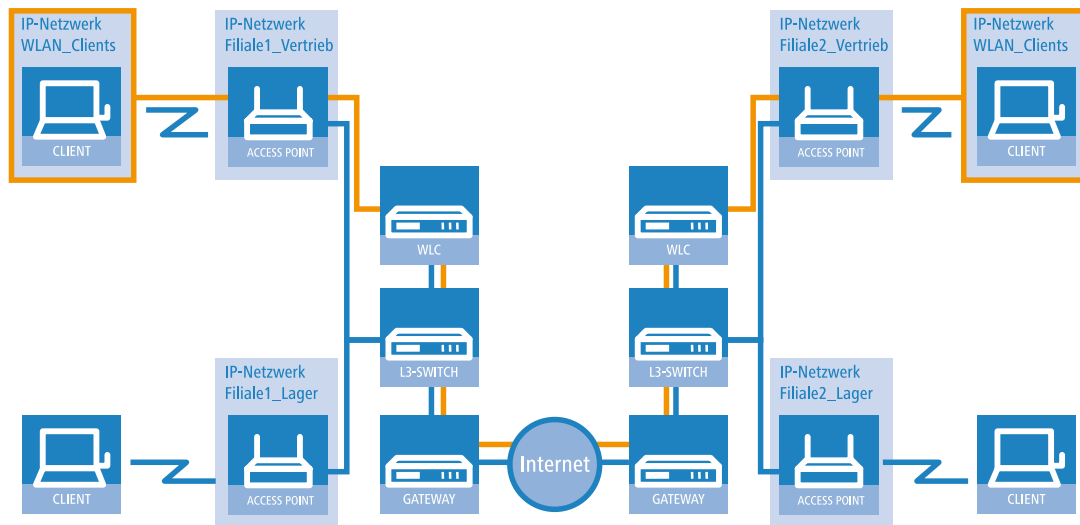 IP-Netzwerk
WLAN_Clients
CLIENT
IP-Netzwerk
Filiale1_Vertrieb
ACCESS POINT
IP-Netzwerk
Filiale2_Vertrieb
ACCESS POINT
IP-Netzwerk
WLAN_Clients
CLIENT
WLC
WLC
L3-SWITCH
L3-SWITCH
IP-Netzwerk
Filiale1_Lager
ACCESS POINT
IP-Netzwerk
Filiale2_Lager
ACCESS POINT
CLIENT
GATEWAY
Internet
GATEWAY
CLIENT